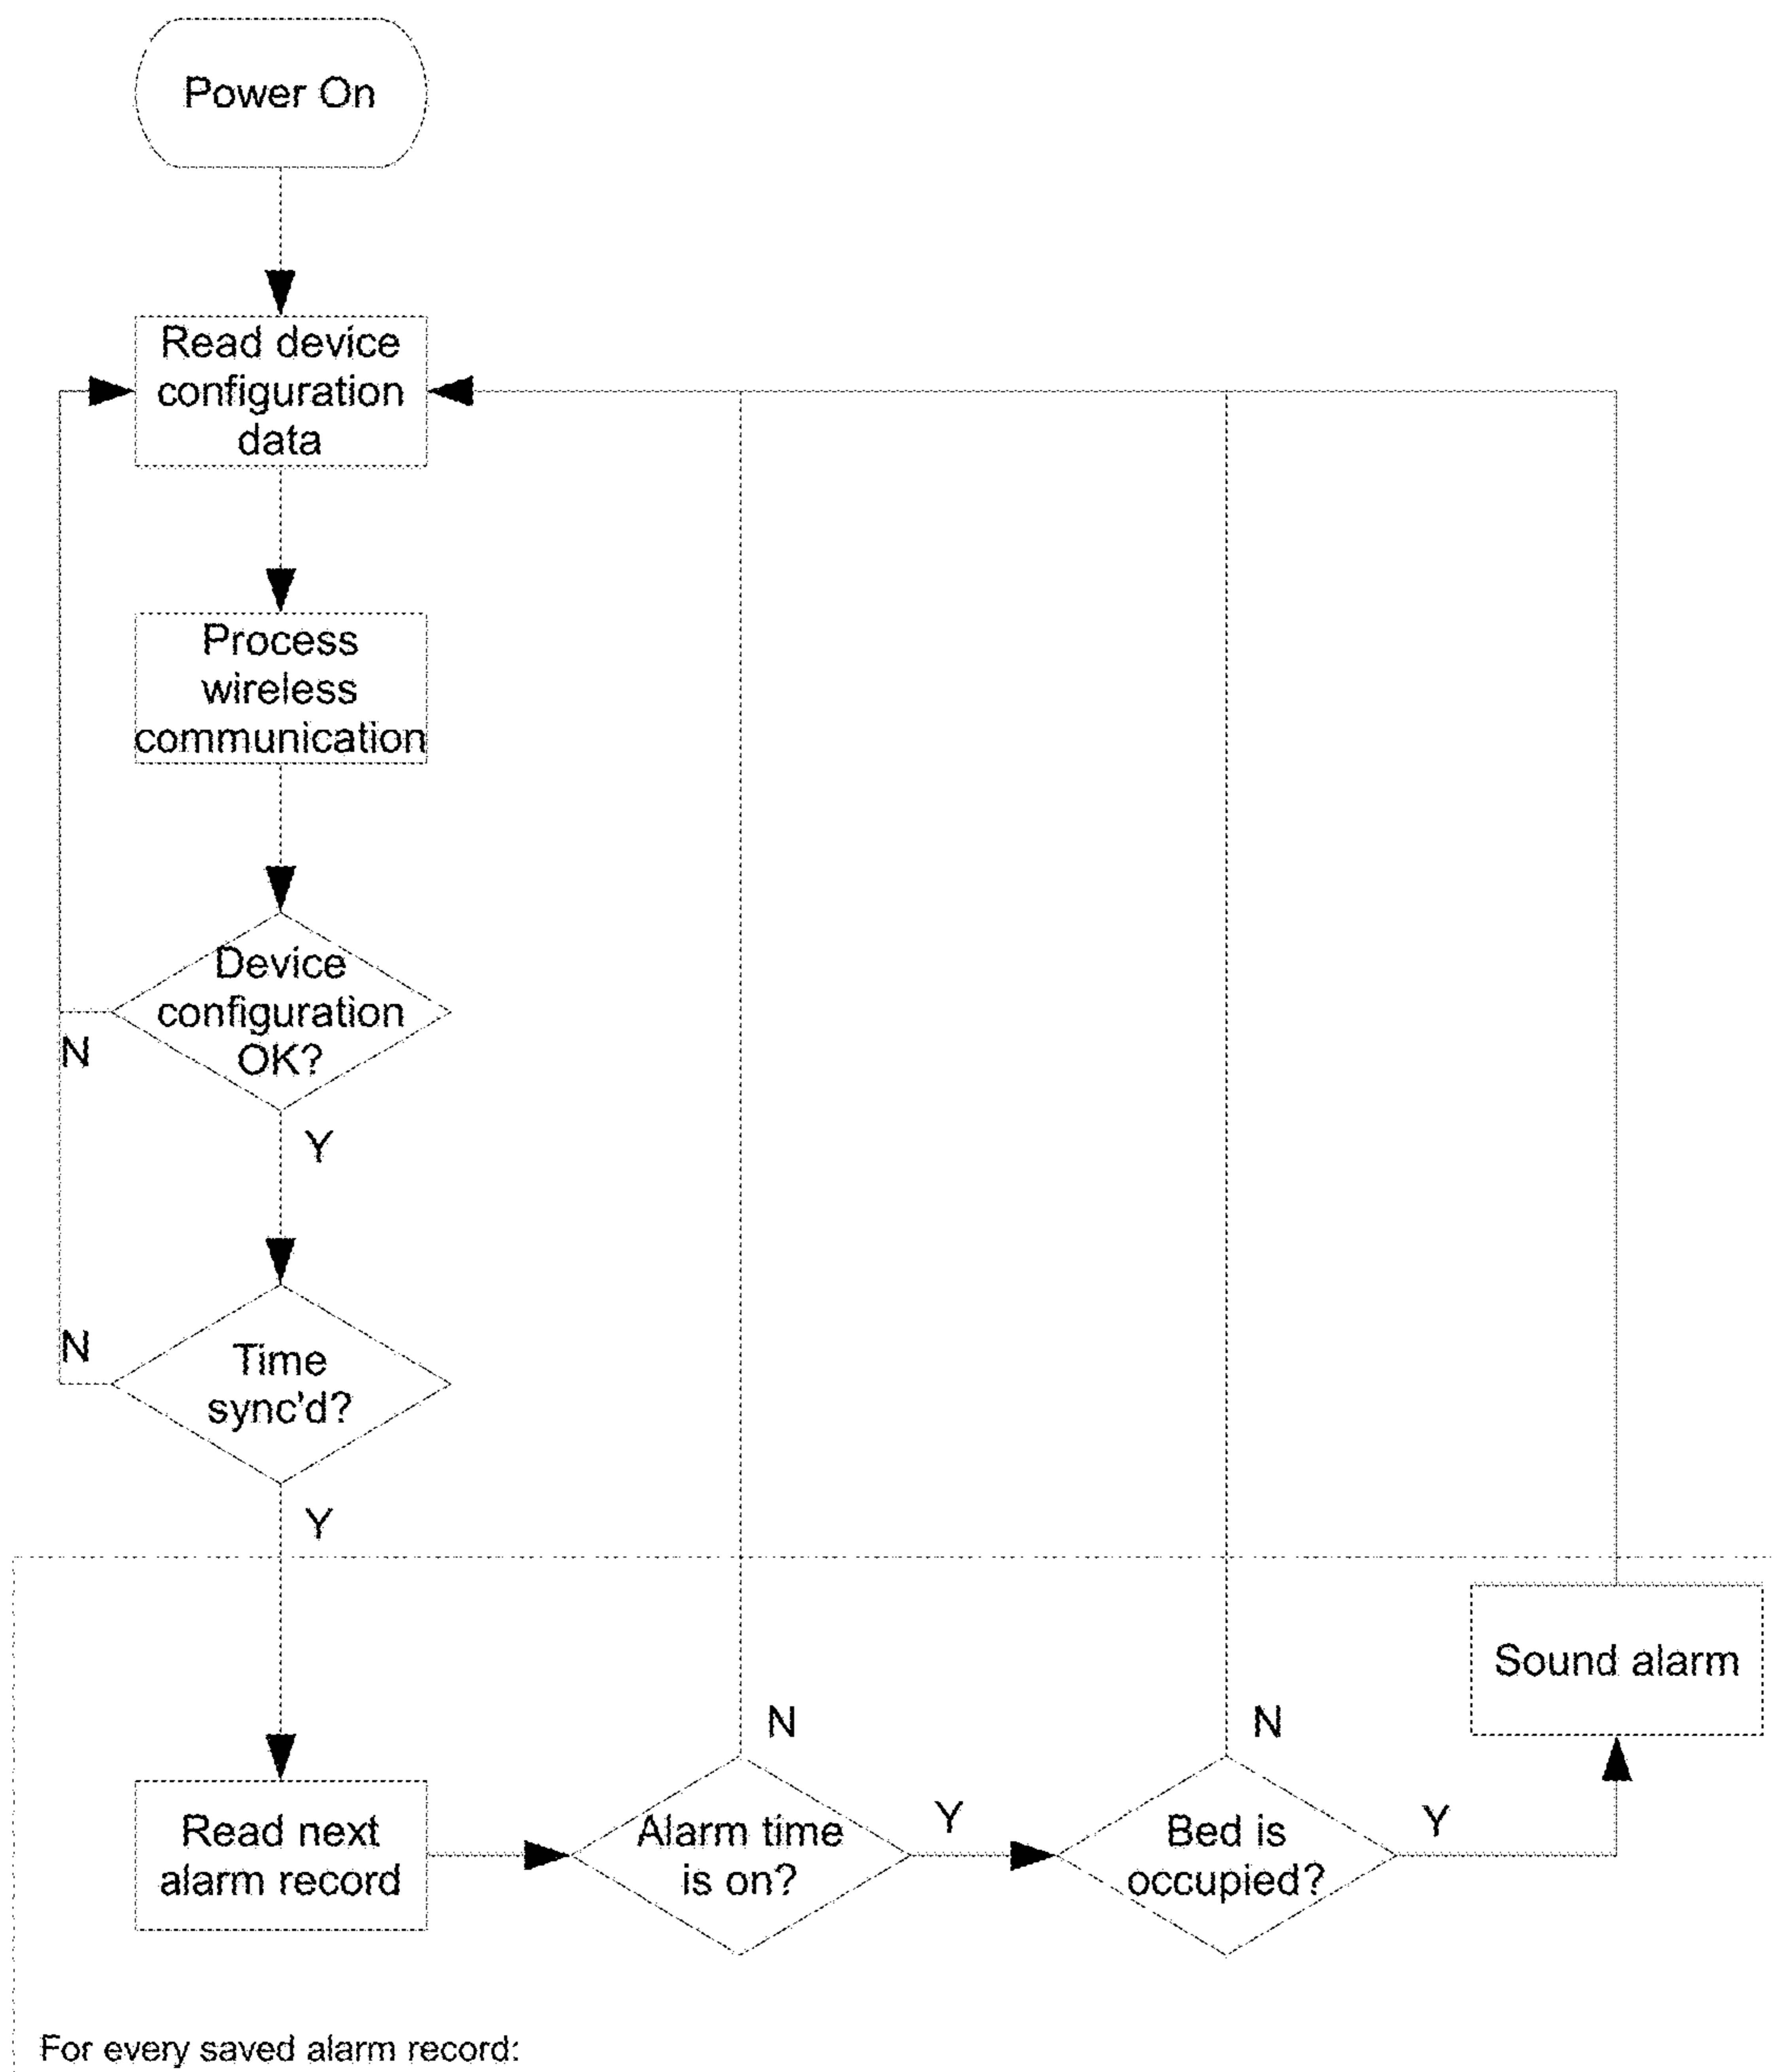 Power On
Read device
configuration
data
Process
wireless
communication
Device
configuration
OK?
N
Y
Time
sync'd?
N
Y
Read next
alarm record
Alarm time
is on?
N
Y
Bed is
occupied?
N
Y
Sound alarm
For every saved alarm record: